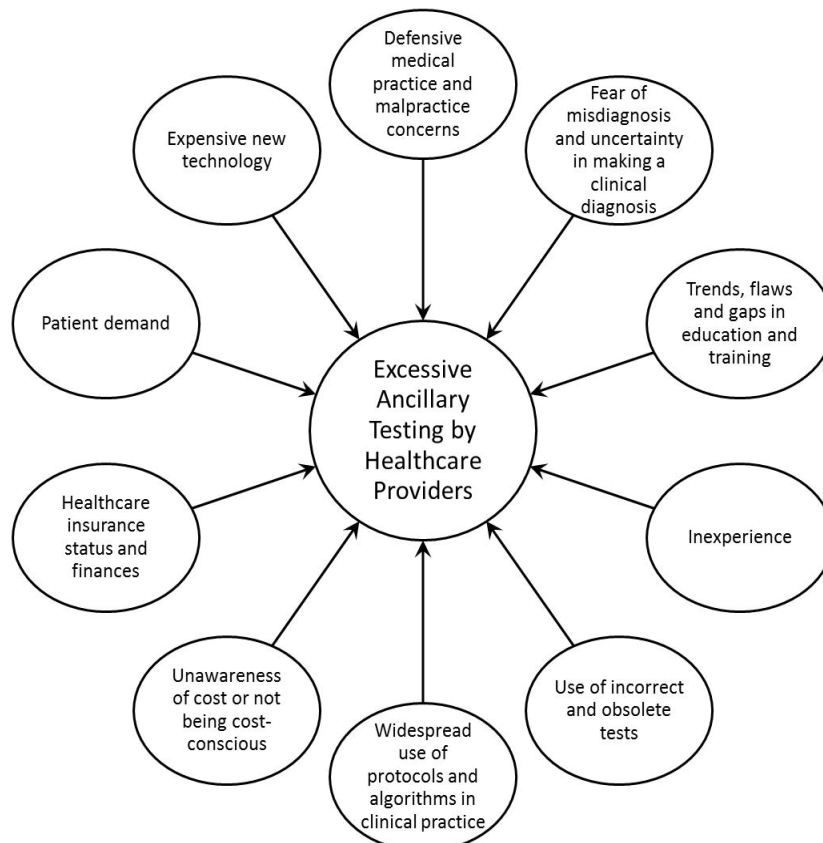 Defensive
medical
practice and
malpractice
concerns
Fear of
misdiagnosis
and uncertainty
in making a
clinical
diagnosis
Expensive new
technology
Trends, flaws
and gaps in
education and
training
Patient demand
Excessive
Ancillary
Testing by
Healthcare
Providers
Healthcare
insurance
status and
finances
Inexperience
Unawareness
of cost or not
being cost-
conscious
Use of incorrect
and obsolete
tests
Widespread
use of
protocols and
algorithms in
clinical practice